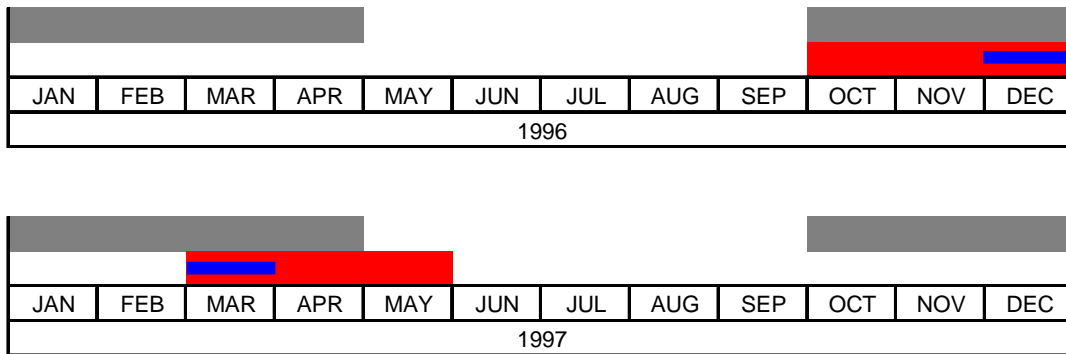 JAN FEB MAR APR MAY JUN JUL AUG SEP OCT NOV DEC
1996
JAN FEB MAR APR MAY JUN JUL AUG SEP OCT NOV DEC
1997